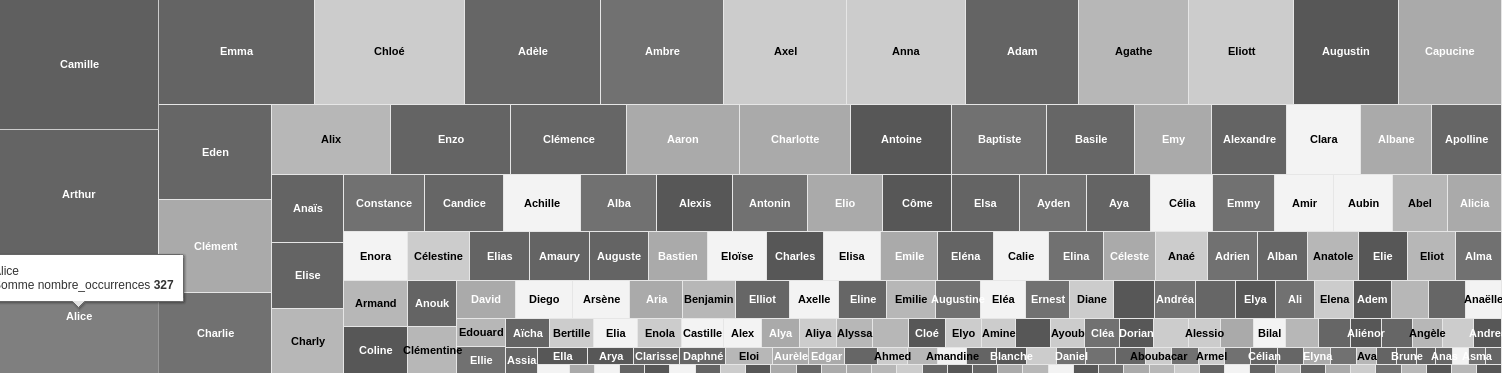 Camille
Emma
Chloé
Adèle
Ambre
Axel
Anna
Adam
Agathe
Eliott
Augustin
Capucine
Arthur
Eden
Alix
Enzo
Clémence
Aaron
Charlotte
Antoine
Baptiste
Basile
Emy
Alexandre
Clara
Albane
Apolline
Clément
Anaïs
Constance
Candice
Achille
Alba
Alexis
Antonin
Elio
Côme
Elsa
Ayden
Aya
Célia
Emmy
Amir
Aubin
Abel
Alicia
Elise
Enora
Célestine
Elias
Amaury
Auguste
Bastien
Eloïse
Charles
Elisa
Emile
Eléna
Calie
Elina
Céleste
Anaé
Adrien
Alban
Anatole
Elie
Eliot
Alma
lice
omme nombre_occurrences 327
Alice
Charlie
Charly
Armand
Anouk
David
Diego
Arsène
Aria
Benjamin
Elliot
Axelle
Eline
Emilie
Augustine
Eléa
Ernest
Diane
Andréa
Elya
Ali
Elena
Adem
Anaëlle
Coline
Clémentine
Edouard
Aïcha
Bertille
Elia
Enola
Castille
Alex
Alya
Aliya
Alyssa
Cloé
Elyo
Amine
Ayoub
Cléa
Dorian
Alessio
Bilal
Aliénor
Angèle
Andre
Ellie
Assia
Ella
Arya
Clarisse
Daphné
Eloi
Aurèle
Edgar
Ahmed
Amandine
Blanche
Daniel
Aboubacar
Armel
Célian
Elyna
Ava
Brune
Anas
Asma